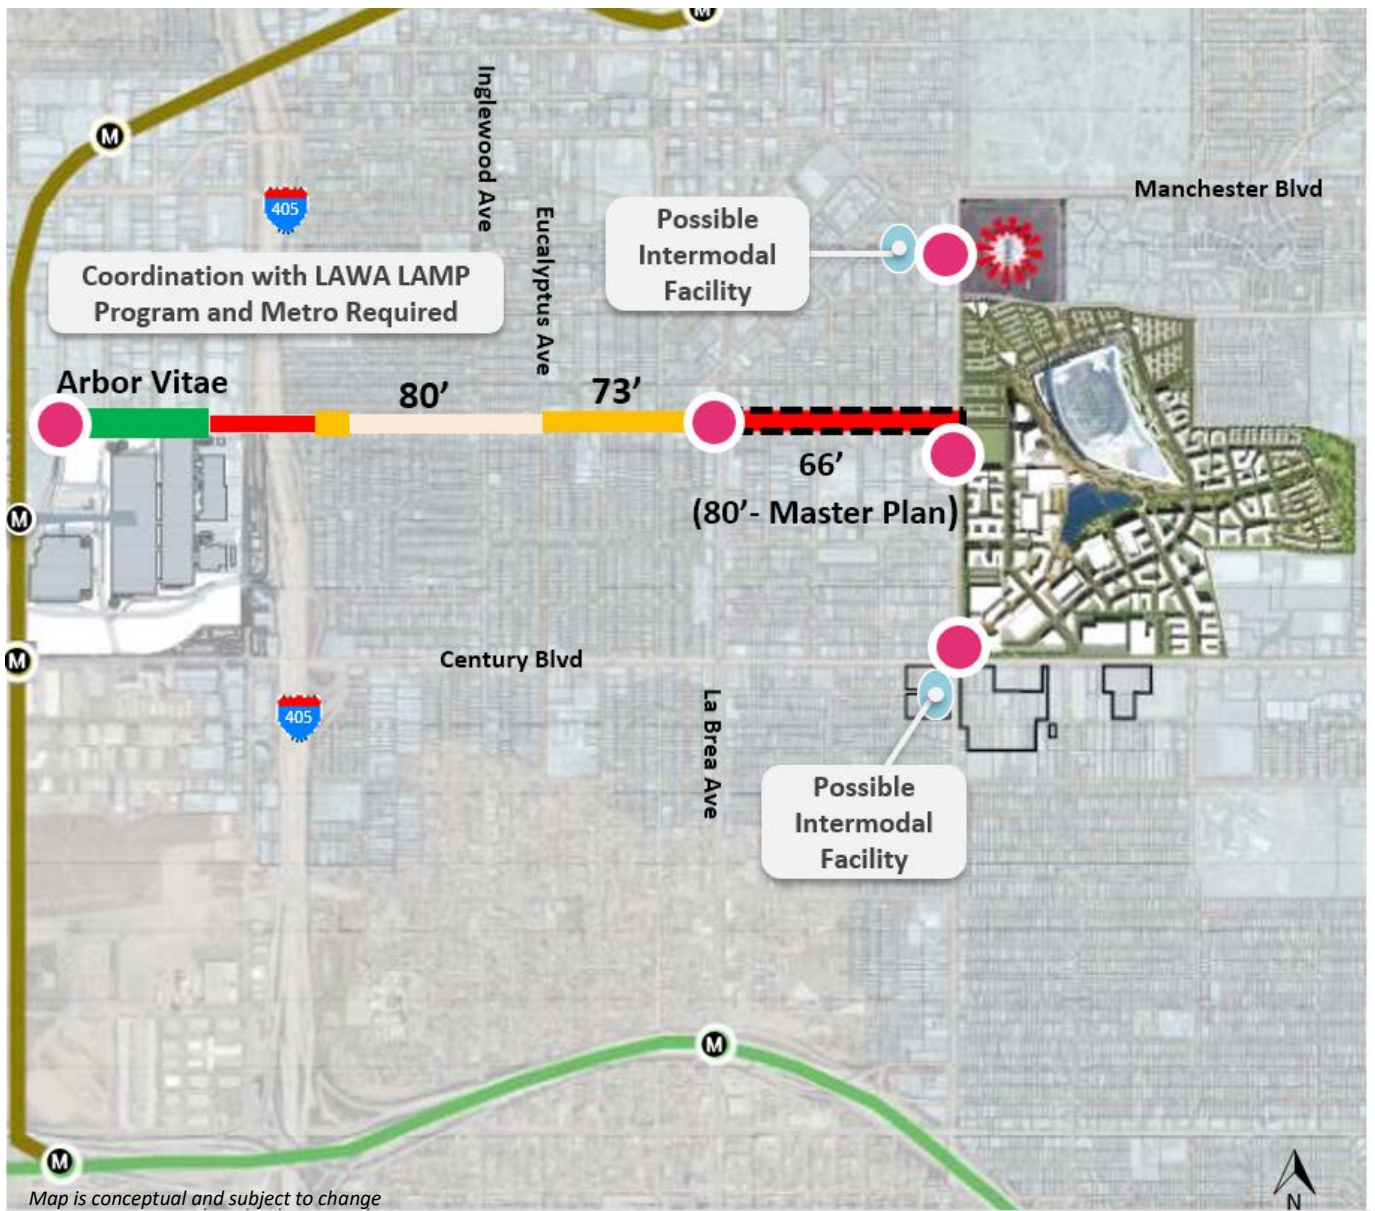 M
M
Inglewood Ave
Manchester Blvd
405
Eucalyptus Ave
Possible
Intermodal
Facility
Coordination with LAWA LAMP
Program and Metro Required
Arbor Vitae
80’
73’
66’
(80’- Master Plan)
M
M
Century Blvd
405
La Brea Ave
Possible
Intermodal
Facility
M
M
Map is conceptual and subject to change
N